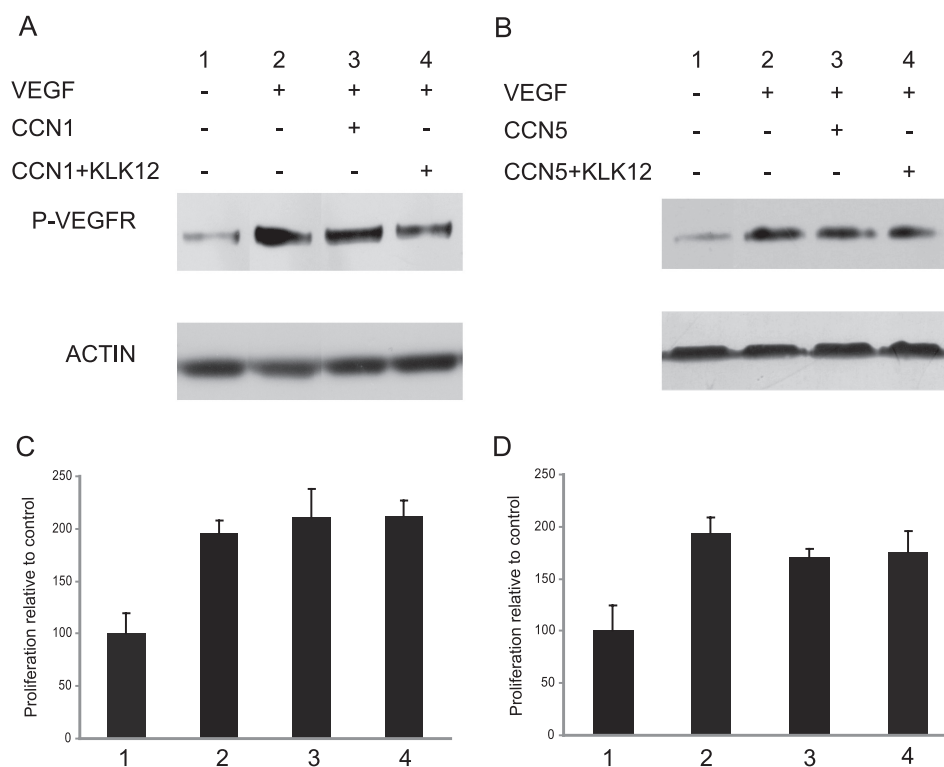 A
1 2 3 4
VEGF - + + +
CCN1 - - + -
CCN1+KLK12 - - - +
P-VEGFR
ACTIN
B
1 2 3 4
VEGF - + + +
CCN5 - - + -
CCN5+KLK12 - - - +
C
Proliferation relative to control
250
200
150
100
50
0
1 2 3 4
D
Proliferation relative to control
250
200
150
100
50
0
1 2 3 4